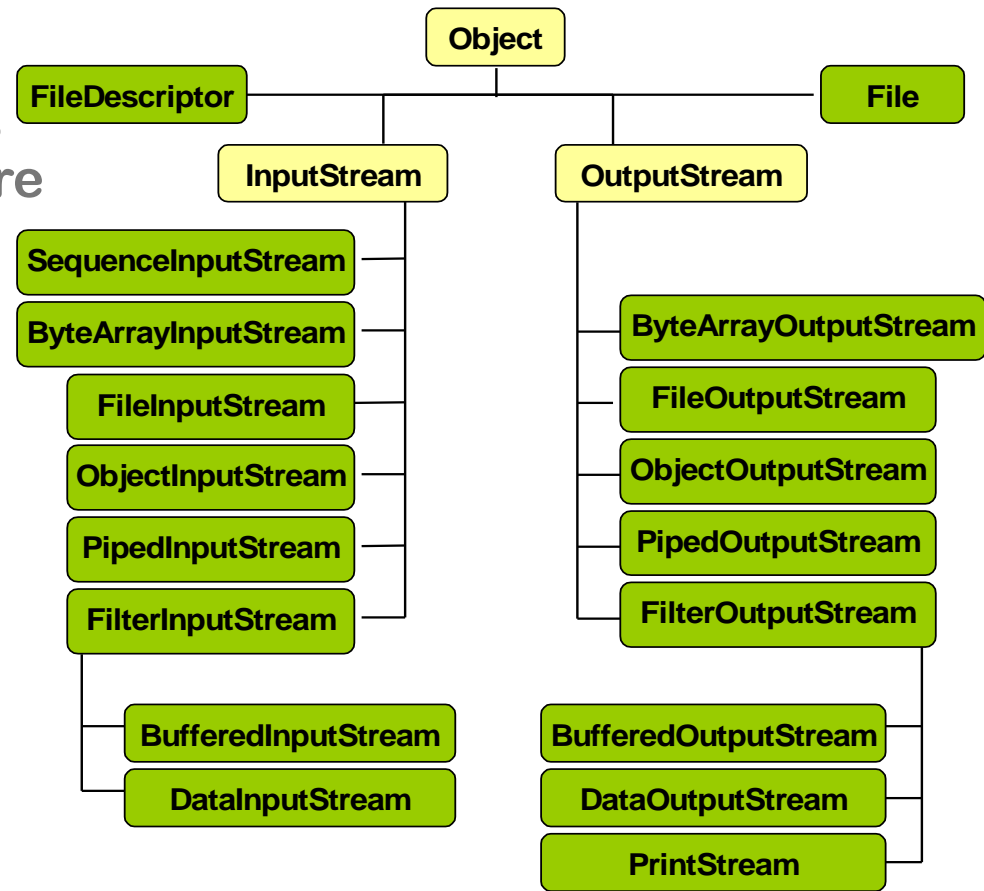 Object
FileDescriptor
File
re
InputStream
OutputStream
SequenceInputStream
ByteArrayInputStream
FileInputStream
ObjectInputStream
PipedInputStream
FilterInputStream
BufferedInputStream
DataInputStream
ByteArrayOutputStream
FileOutputStream
ObjectOutputStream
PipedOutputStream
FilterOutputStream
BufferedOutputStream
DataOutputStream
PrintStream